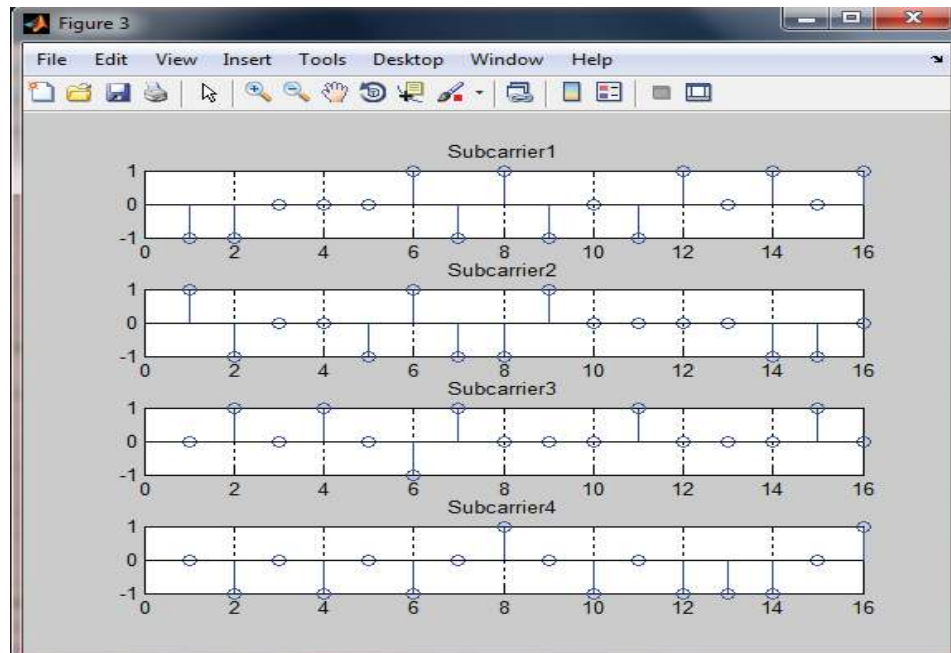 Figure 3
File Edit View Insert Tools Desktop Window Help
Subcarrier1
1
0
-1
0 2 4 6 8 10 12 14 16
Subcarrier2
1
0
-1
0 2 4 6 8 10 12 14 16
Subcarrier3
1
0
-1
0 2 4 6 8 10 12 14 16
Subcarrier4
1
0
-1
0 2 4 6 8 10 12 14 16